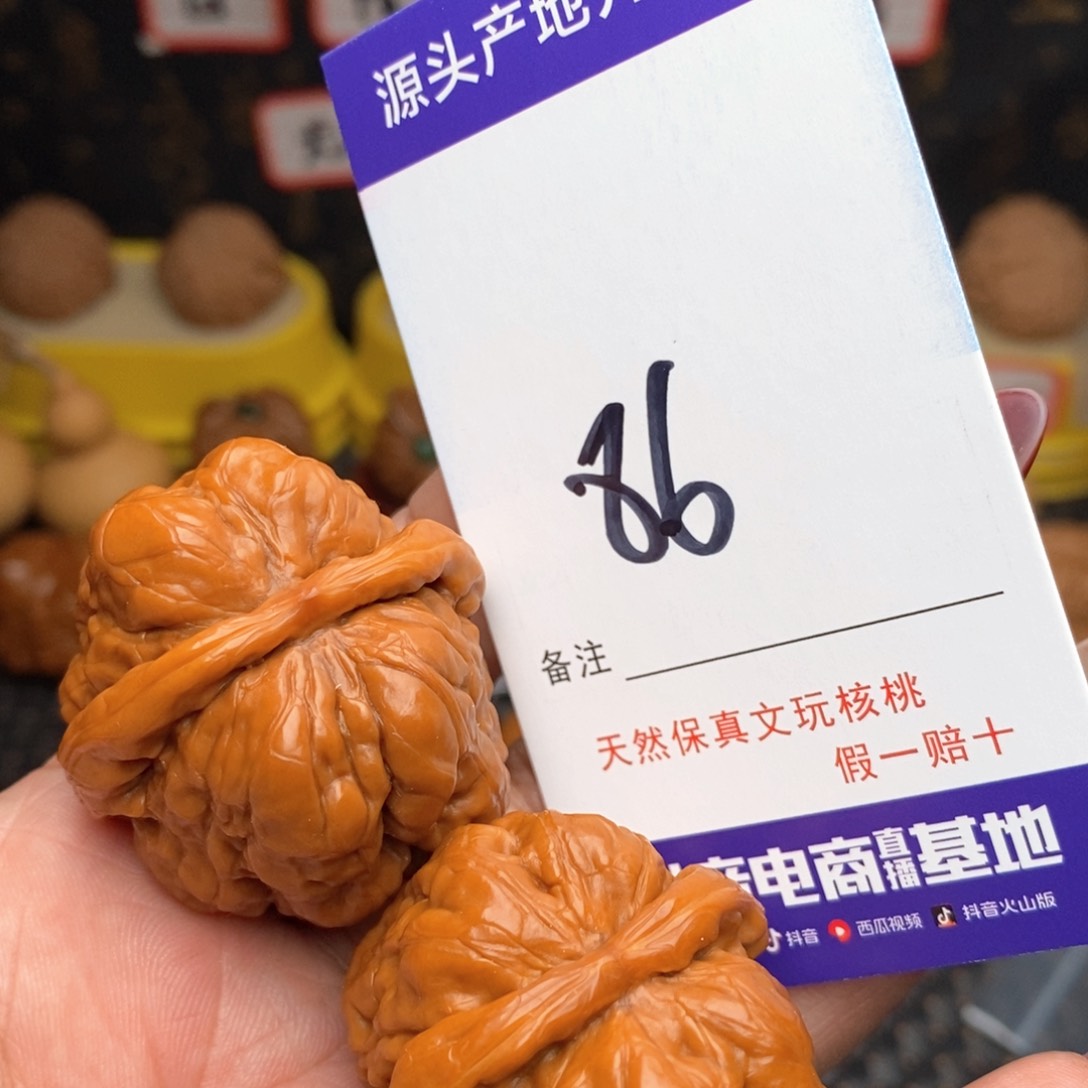 源头产地
86
备注
天然保真文玩核桃
假一赔十
电商直播基地
抖音 西瓜视频 抖音火山版